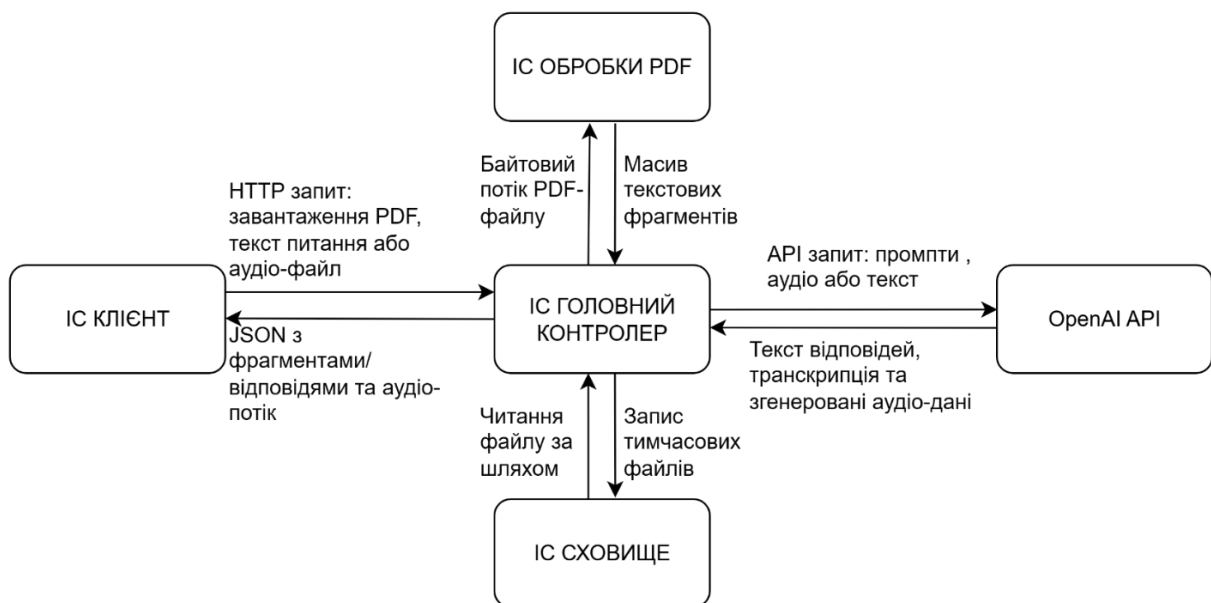 ІС ОБРОБКИ PDF
Байтовий
потік PDF-
файлу
Масив
текстових
фрагментів
HTTP запит:
завантаження PDF,
текст питання або
аудіо-файл
API запит: промпти ,
аудіо або текст
ІС КЛІЄНТ
ІС ГОЛОВНИЙ
КОНТРОЛЕР
OpenAI API
JSON з
фрагментами/
відповідями та аудіо-
потік
Текст відповідей,
транскрипція та
згенеровані аудіо-дані
Читання
файлу за
шляхом
Запис
тимчасових
файлів
ІС СХОВИЩЕ